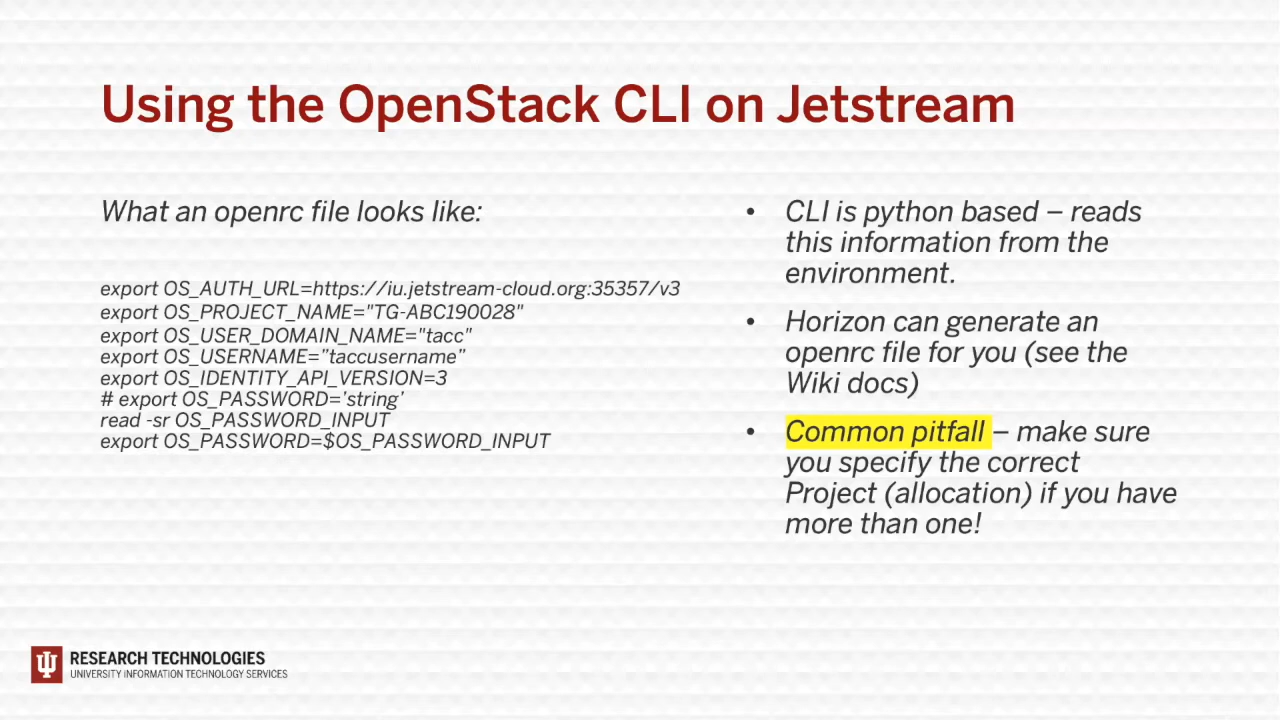 Using the OpenStack CLI on Jetstream
What an openrc file looks like:
export OS_AUTH_URL=https://iu.jetstream-cloud.org:35357/v3
export OS_PROJECT_NAME="TG-ABC190028"
export OS_USER_DOMAIN_NAME="tacc"
export OS_USERNAME="taccusername"
export OS_IDENTITY_API_VERSION=3
# export OS_PASSWORD='string'
read -sr OS_PASSWORD_INPUT
export OS_PASSWORD=$OS_PASSWORD_INPUT
• CLI is python based – reads
this information from the
environment.
• Horizon can generate an
openrc file for you (see the
Wiki docs)
• Common pitfall – make sure
you specify the correct
Project (allocation) if you have
more than one!
RESEARCH TECHNOLOGIES
UNIVERSITY INFORMATION TECHNOLOGY SERVICES